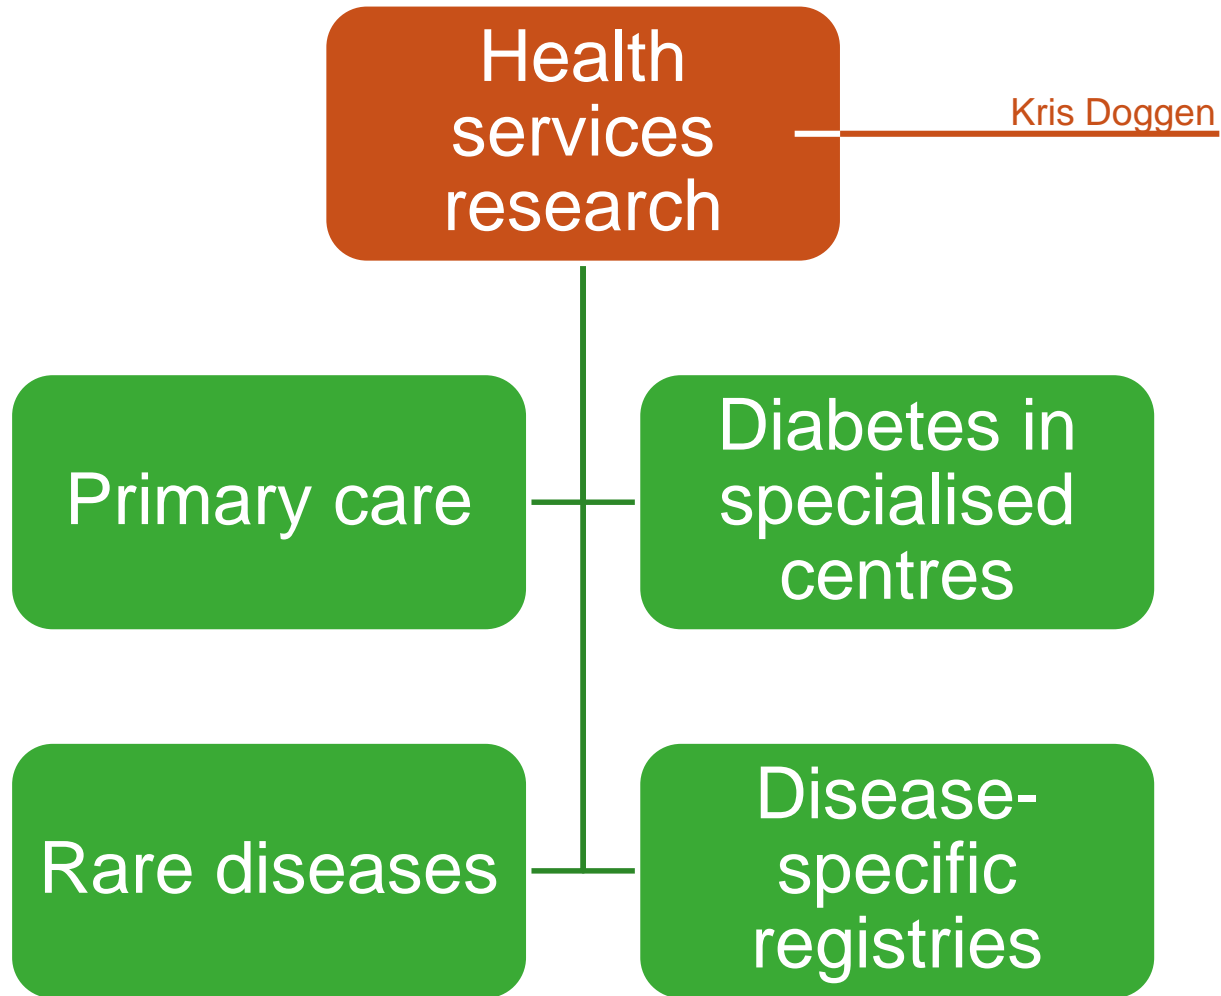 Health
services
research
Kris Doggen
Primary care
Diabetes in
specialised
centres
Rare diseases
Disease-
specific
registries